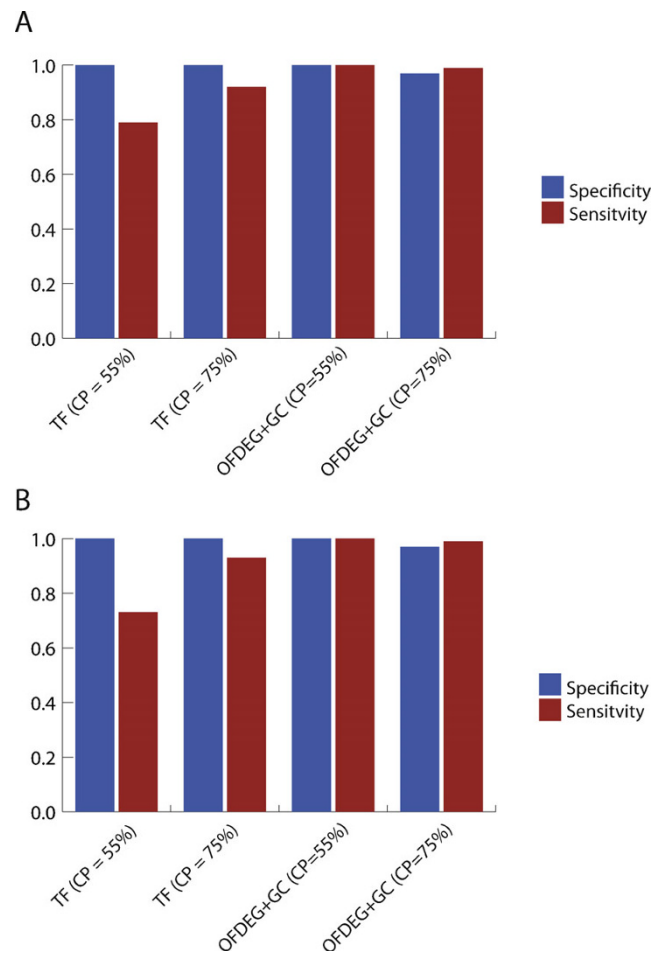 A
1.0
0.8
0.6
0.4
0.2
0.0
Specificity
Sensitvity
TF (CP = 55%)
TF (CP = 75%)
OFDEG+GC (CP=55%)
OFDEG+GC (CP=75%)
B
1.0
0.8
0.6
0.4
0.2
0.0
Specificity
Sensitvity
TF (CP = 55%)
TF (CP = 75%)
OFDEG+GC (CP=55%)
OFDEG+GC (CP=75%)